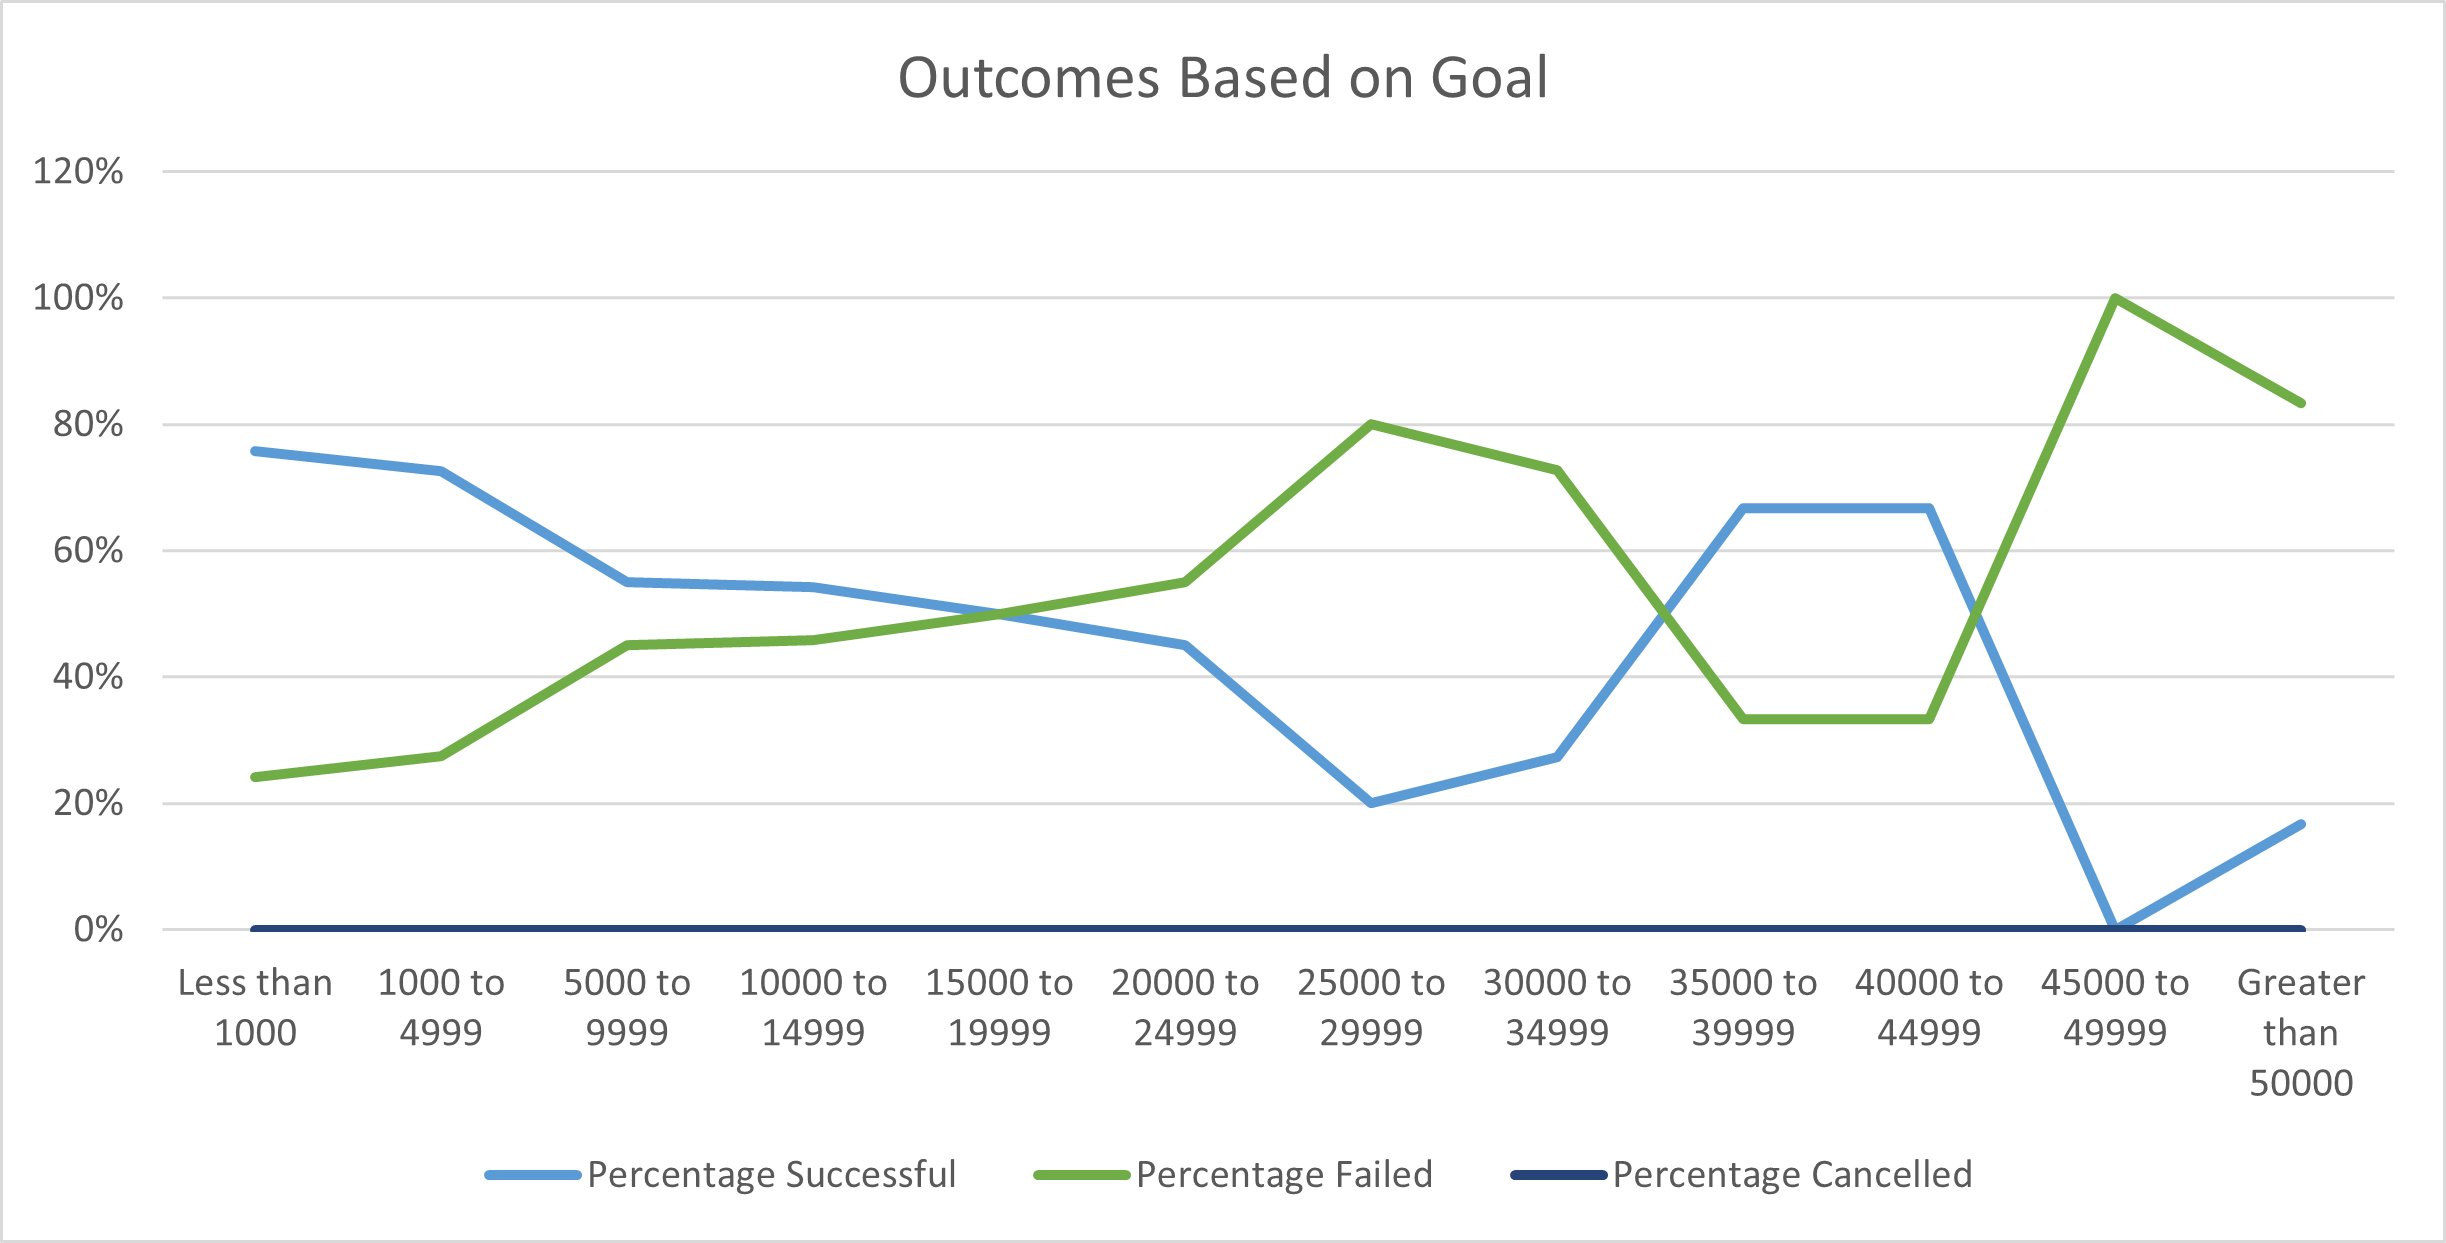 Outcomes Based on Goal
120%
100%
80%
60%
40%
20%
0%
Less than
1000
1000 to
4999
5000 to
9999
10000 to
14999
15000 to
19999
20000 to
24999
25000 to
29999
30000 to
34999
35000 to
39999
40000 to
44999
45000 to
49999
Greater
than
50000
Percentage Successful
Percentage Failed
Percentage Cancelled